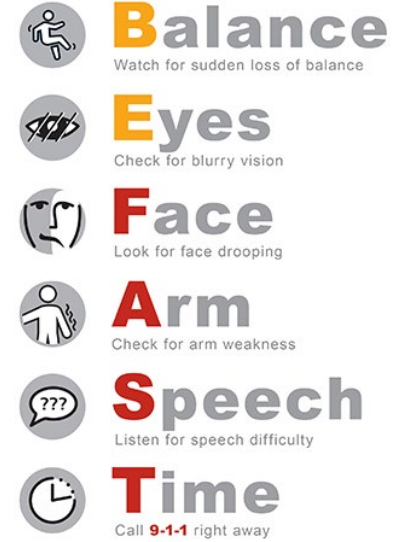 Balance
Watch for sudden loss of balance
Eyes
Check for blurry vision
Face
Look for face drooping
Arm
Check for arm weakness
???
Speech
Listen for speech difficulty
Time
Call 9-1-1 right away